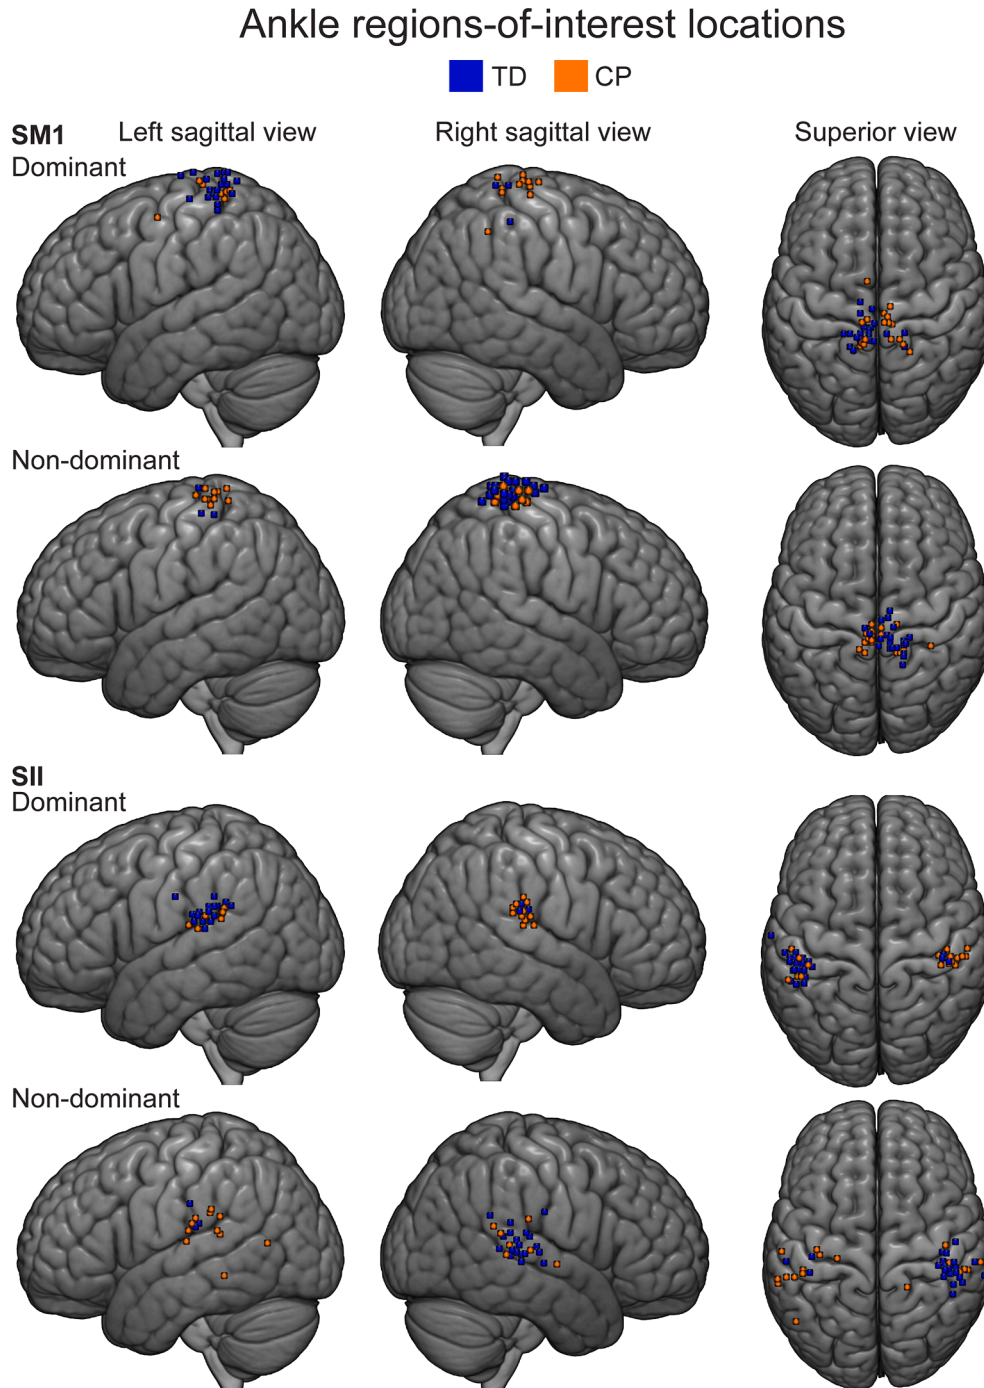 Ankle regions-of-interest locations
TD CP
SM1 Left sagittal view Right sagittal view Superior view
Dominant
Non-dominant
SII
Dominant
Non-dominant